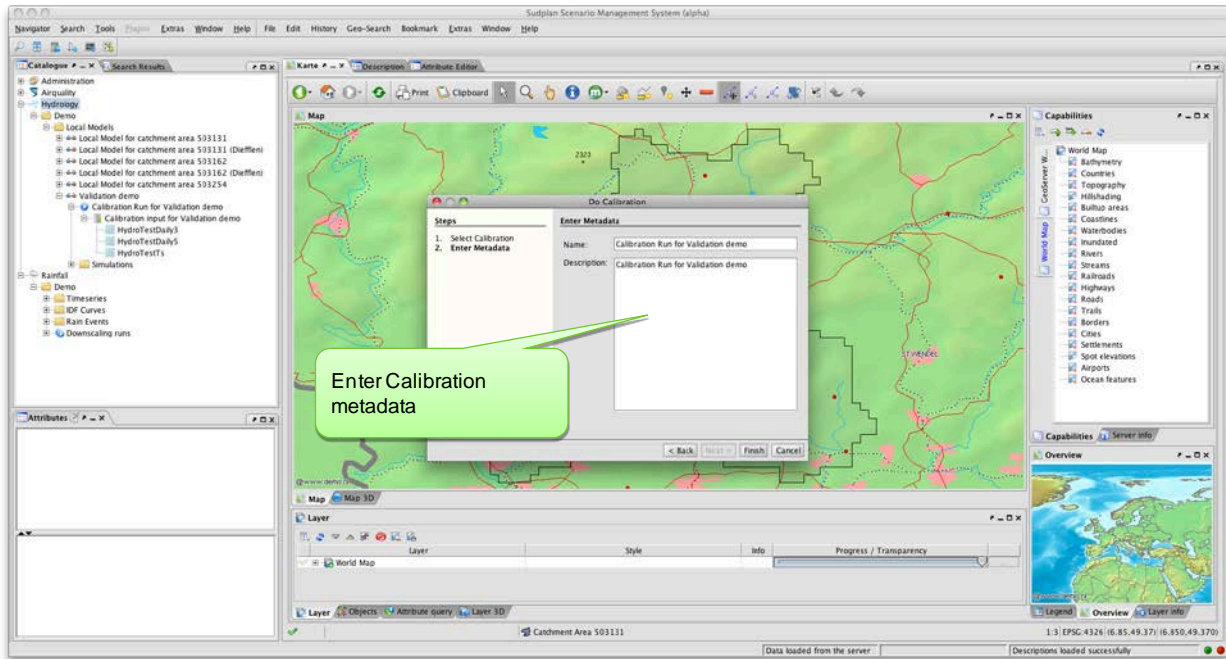 Sudplan Scenario Management System (alpha)
Navigator Search Tools Plugins Extras Window Help File Edit History Geo-Search Bookmark Extras Window Help
Catalogue
Search Results
Administration
Airquality
Hydrology
Demo
Local Models
Local Model for catchment area 503131
Local Model for catchment area 503131 (Diefflen)
Local Model for catchment area 503162
Local Model for catchment area 503162 (Diefflen)
Local Model for catchment area 503254
Validation demo
Calibration Run for Validation demo
Calibration input for Validation demo
HydroTestDaily3
HydroTestDaily5
HydroTestTs
Simulations
Rainfall
Demo
Timeseries
IDF Curves
Rain Events
Downscaling runs
Attributes
Karte
Description
Attribute Editor
Print
Clipboard
Map
2323
ST WENDEL
Do Calibration
Steps
1. Select Calibration
2. Enter Metadata
Enter Metadata
Name: Calibration Run for Validation demo
Description: Calibration Run for Validation demo
< Back Next > Finish Cancel
Enter Calibration
metadata
Map
Map 3D
Layer
Layer Style Info Progress / Transparency
World Map
Layer
Objects
Attribute query
Layer 3D
Capabilities
GeoServer W...
World Map
World Map
Bathymetry
Countries
Topography
Hillshading
Builtup areas
Coastlines
Waterbodies
Inundated
Rivers
Streams
Railroads
Highways
Roads
Trails
Borders
Cities
Settlements
Spot elevations
Airports
Ocean features
Capabilities
Server info
Overview
Legend
Overview
Layer info
Catchment Area 503131
1:3 EPSG:4326 (6.85,49.37) (6.850,49.370)
Data loaded from the server
Descriptions loaded successfully